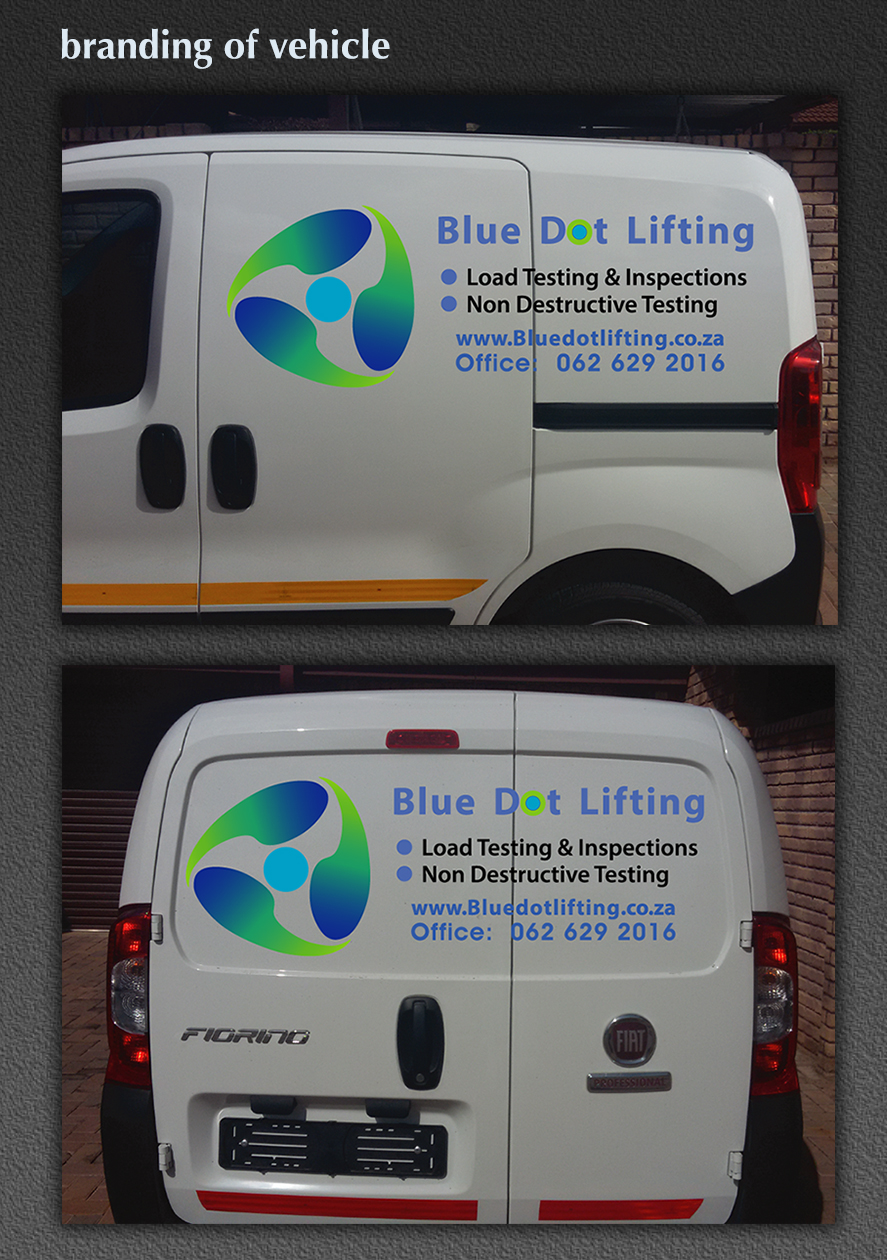 branding of vehicle
Blue Dot Lifting
Load Testing & Inspections
Non Destructive Testing
www.Bluedotlifting.co.za
Office: 062 629 2016
Blue Dot Lifting
Load Testing & Inspections
Non Destructive Testing
www.Bluedotlifting.co.za
Office: 062 629 2016
FIORINO
FIAT
PROFESSIONAL